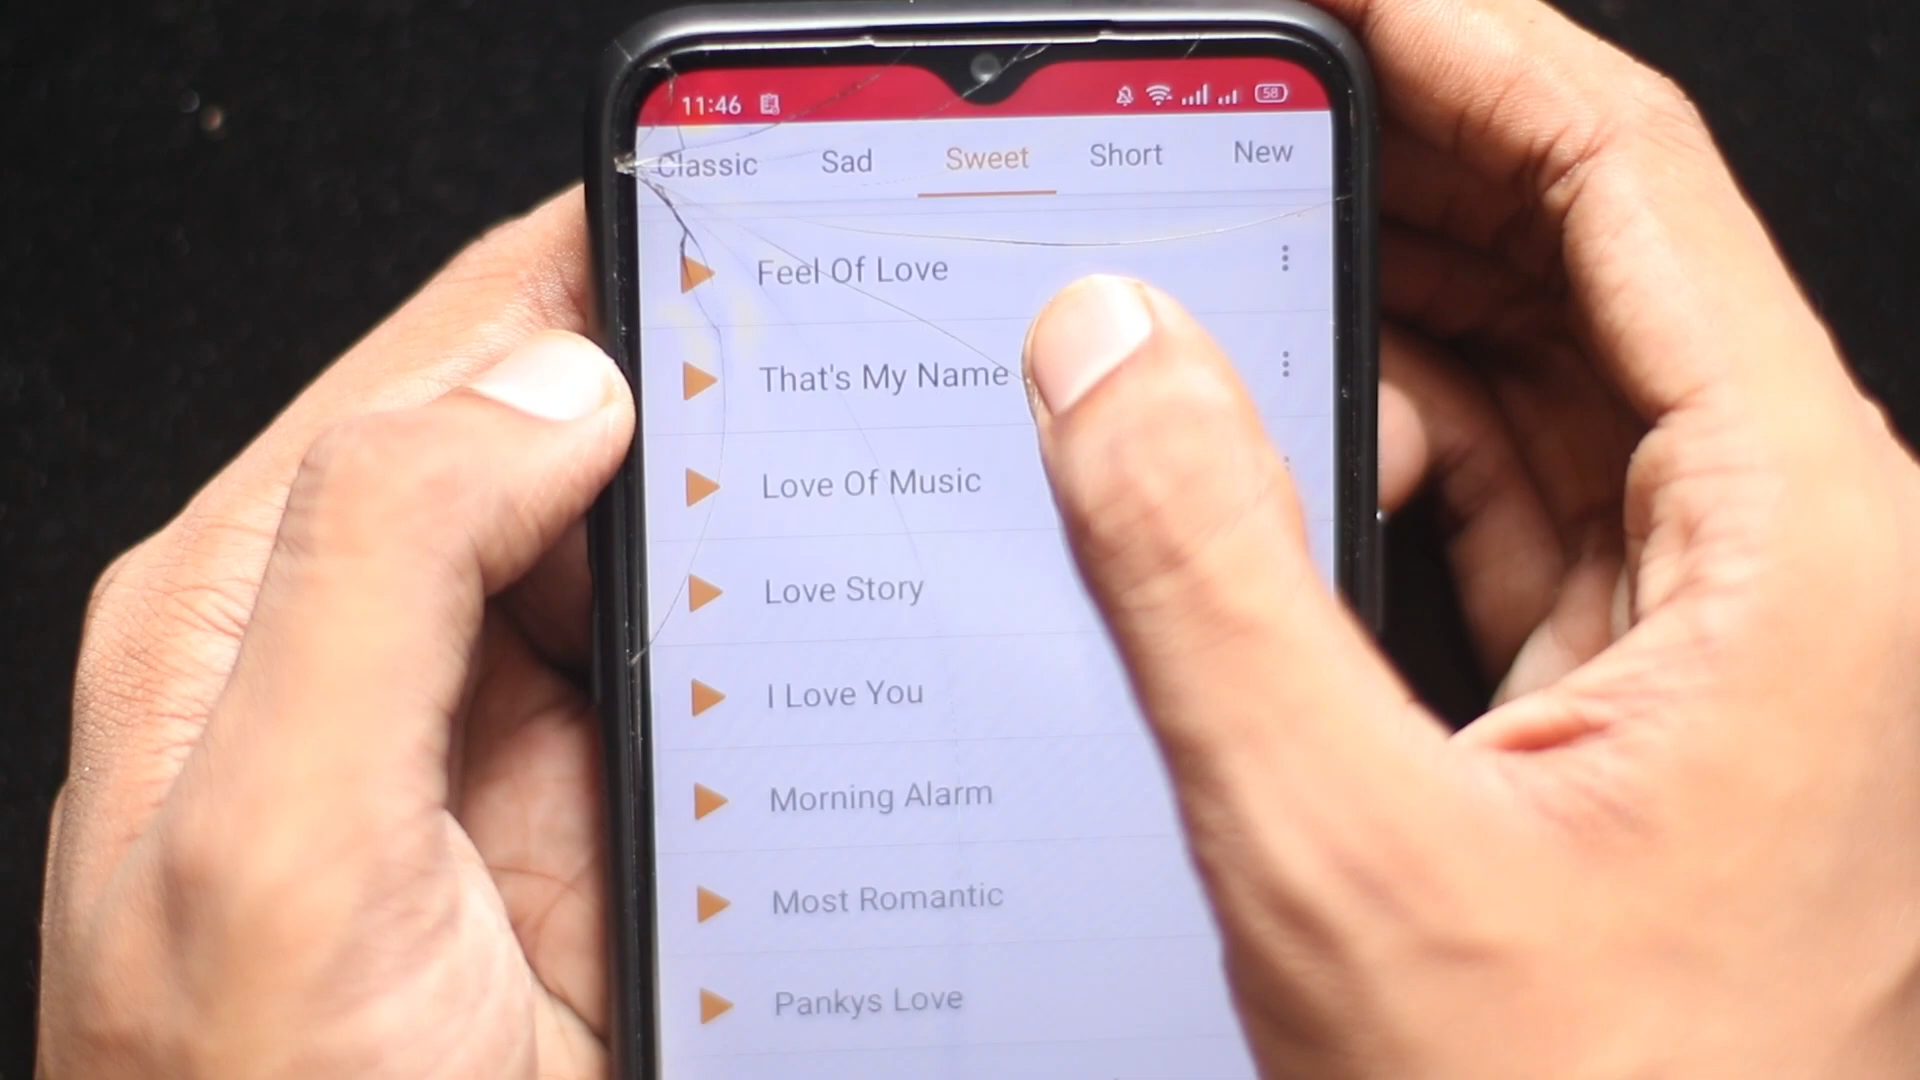 11:46 58
Classic Sad Sweet Short New
Feel Of Love
That's My Name
Love Of Music
Love Story
I Love You
Morning Alarm
Most Romantic
Pankys Love